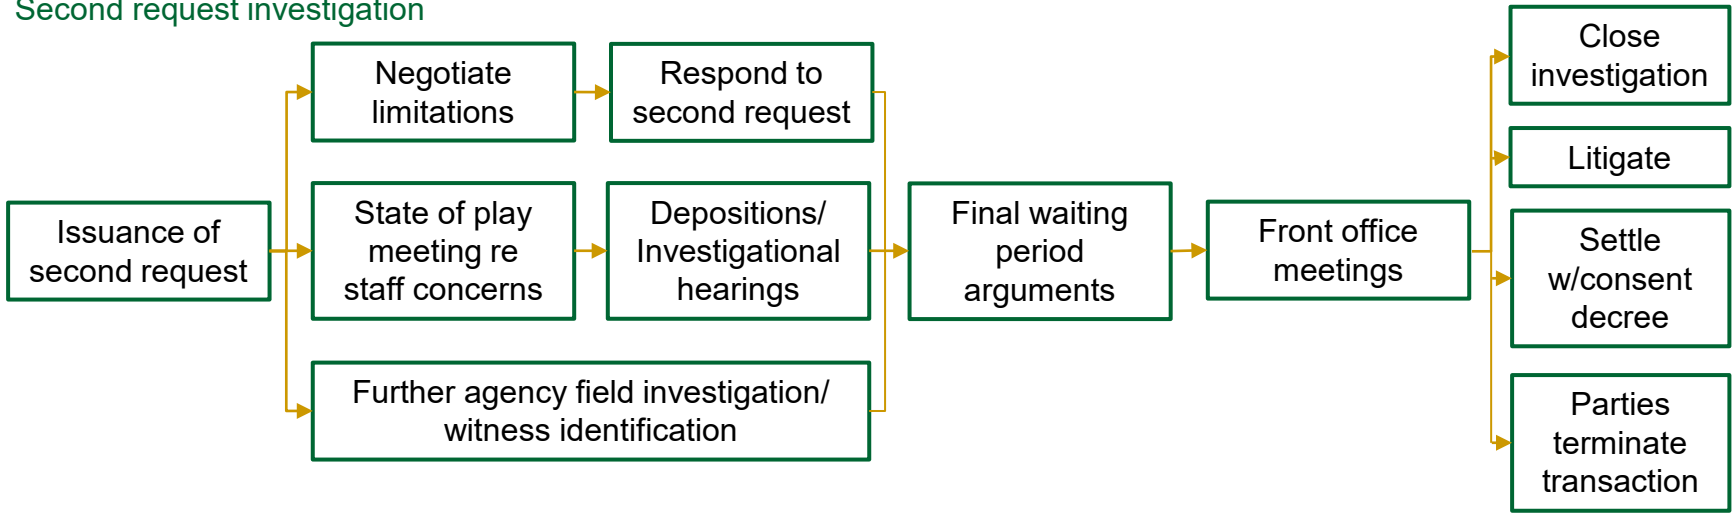 Second request investigation
Issuance of
second request
Negotiate
limitations
Respond to
second request
State of play
meeting re
staff concerns
Depositions/
Investigational
hearings
Further agency field investigation/
witness identification
Final waiting
period
arguments
Front office
meetings
Close
investigation
Litigate
Settle
w/consent
decree
Parties
terminate
transaction